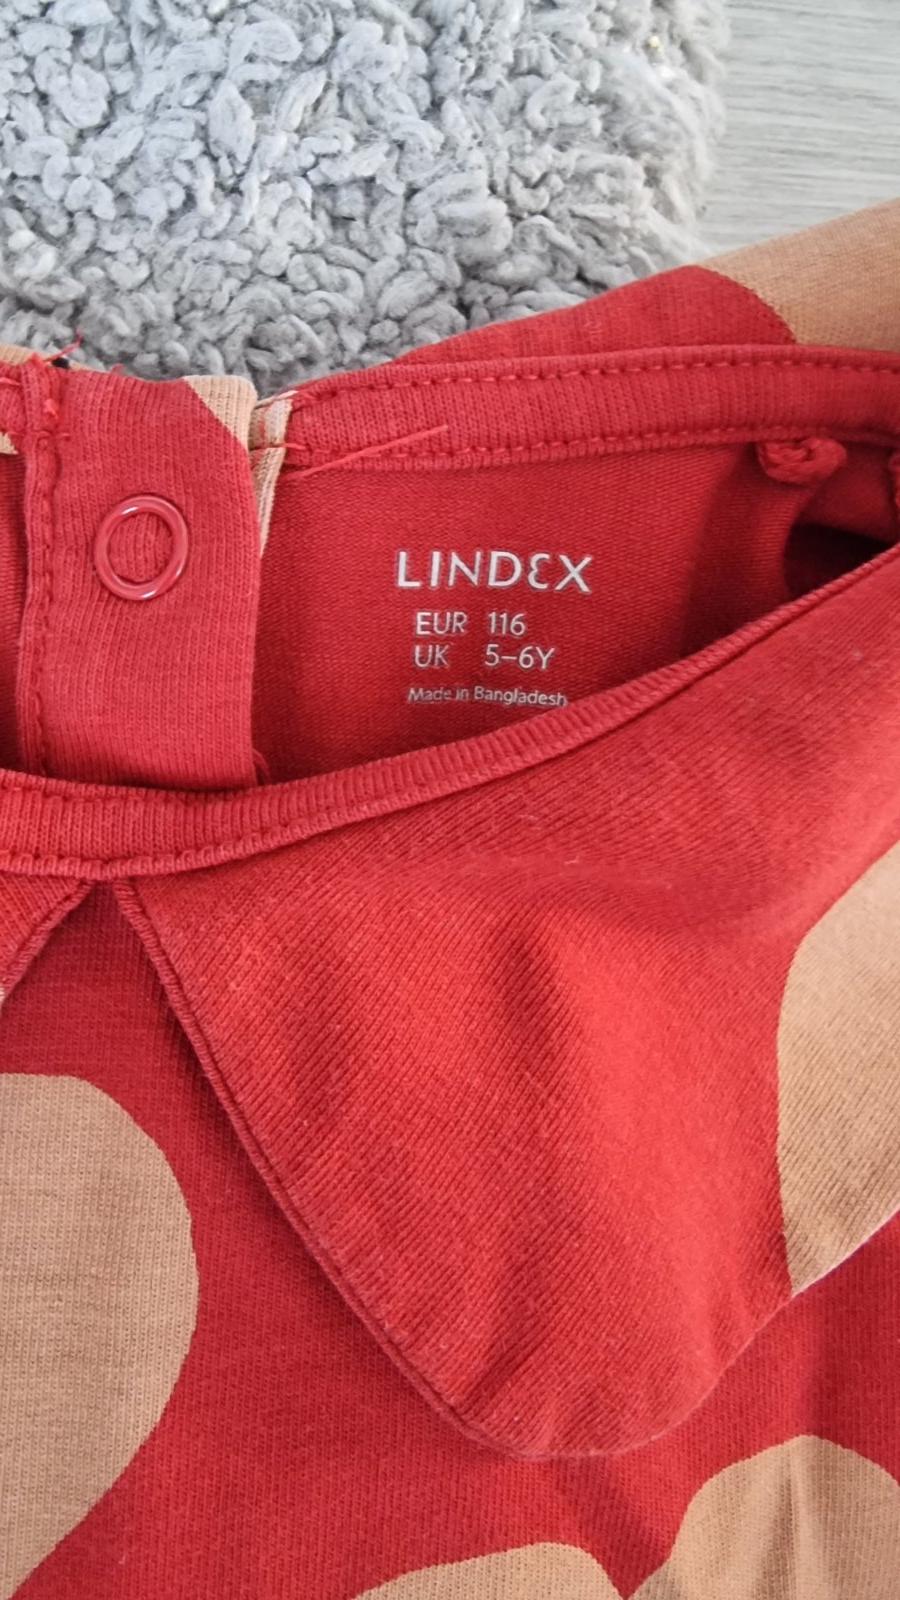 LINDEX
EUR 116
UK 5–6Y
Made in Bangladesh